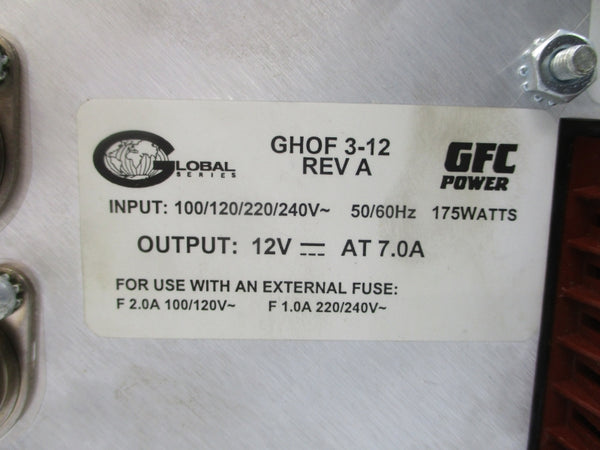 GLOBAL
SERIES
GHOF 3-12
REV A
GFC
POWER
INPUT: 100/120/220/240V~ 50/60Hz 175WATTS
OUTPUT: 12V ⎓ AT 7.0A
FOR USE WITH AN EXTERNAL FUSE:
F 2.0A 100/120V~ F 1.0A 220/240V~